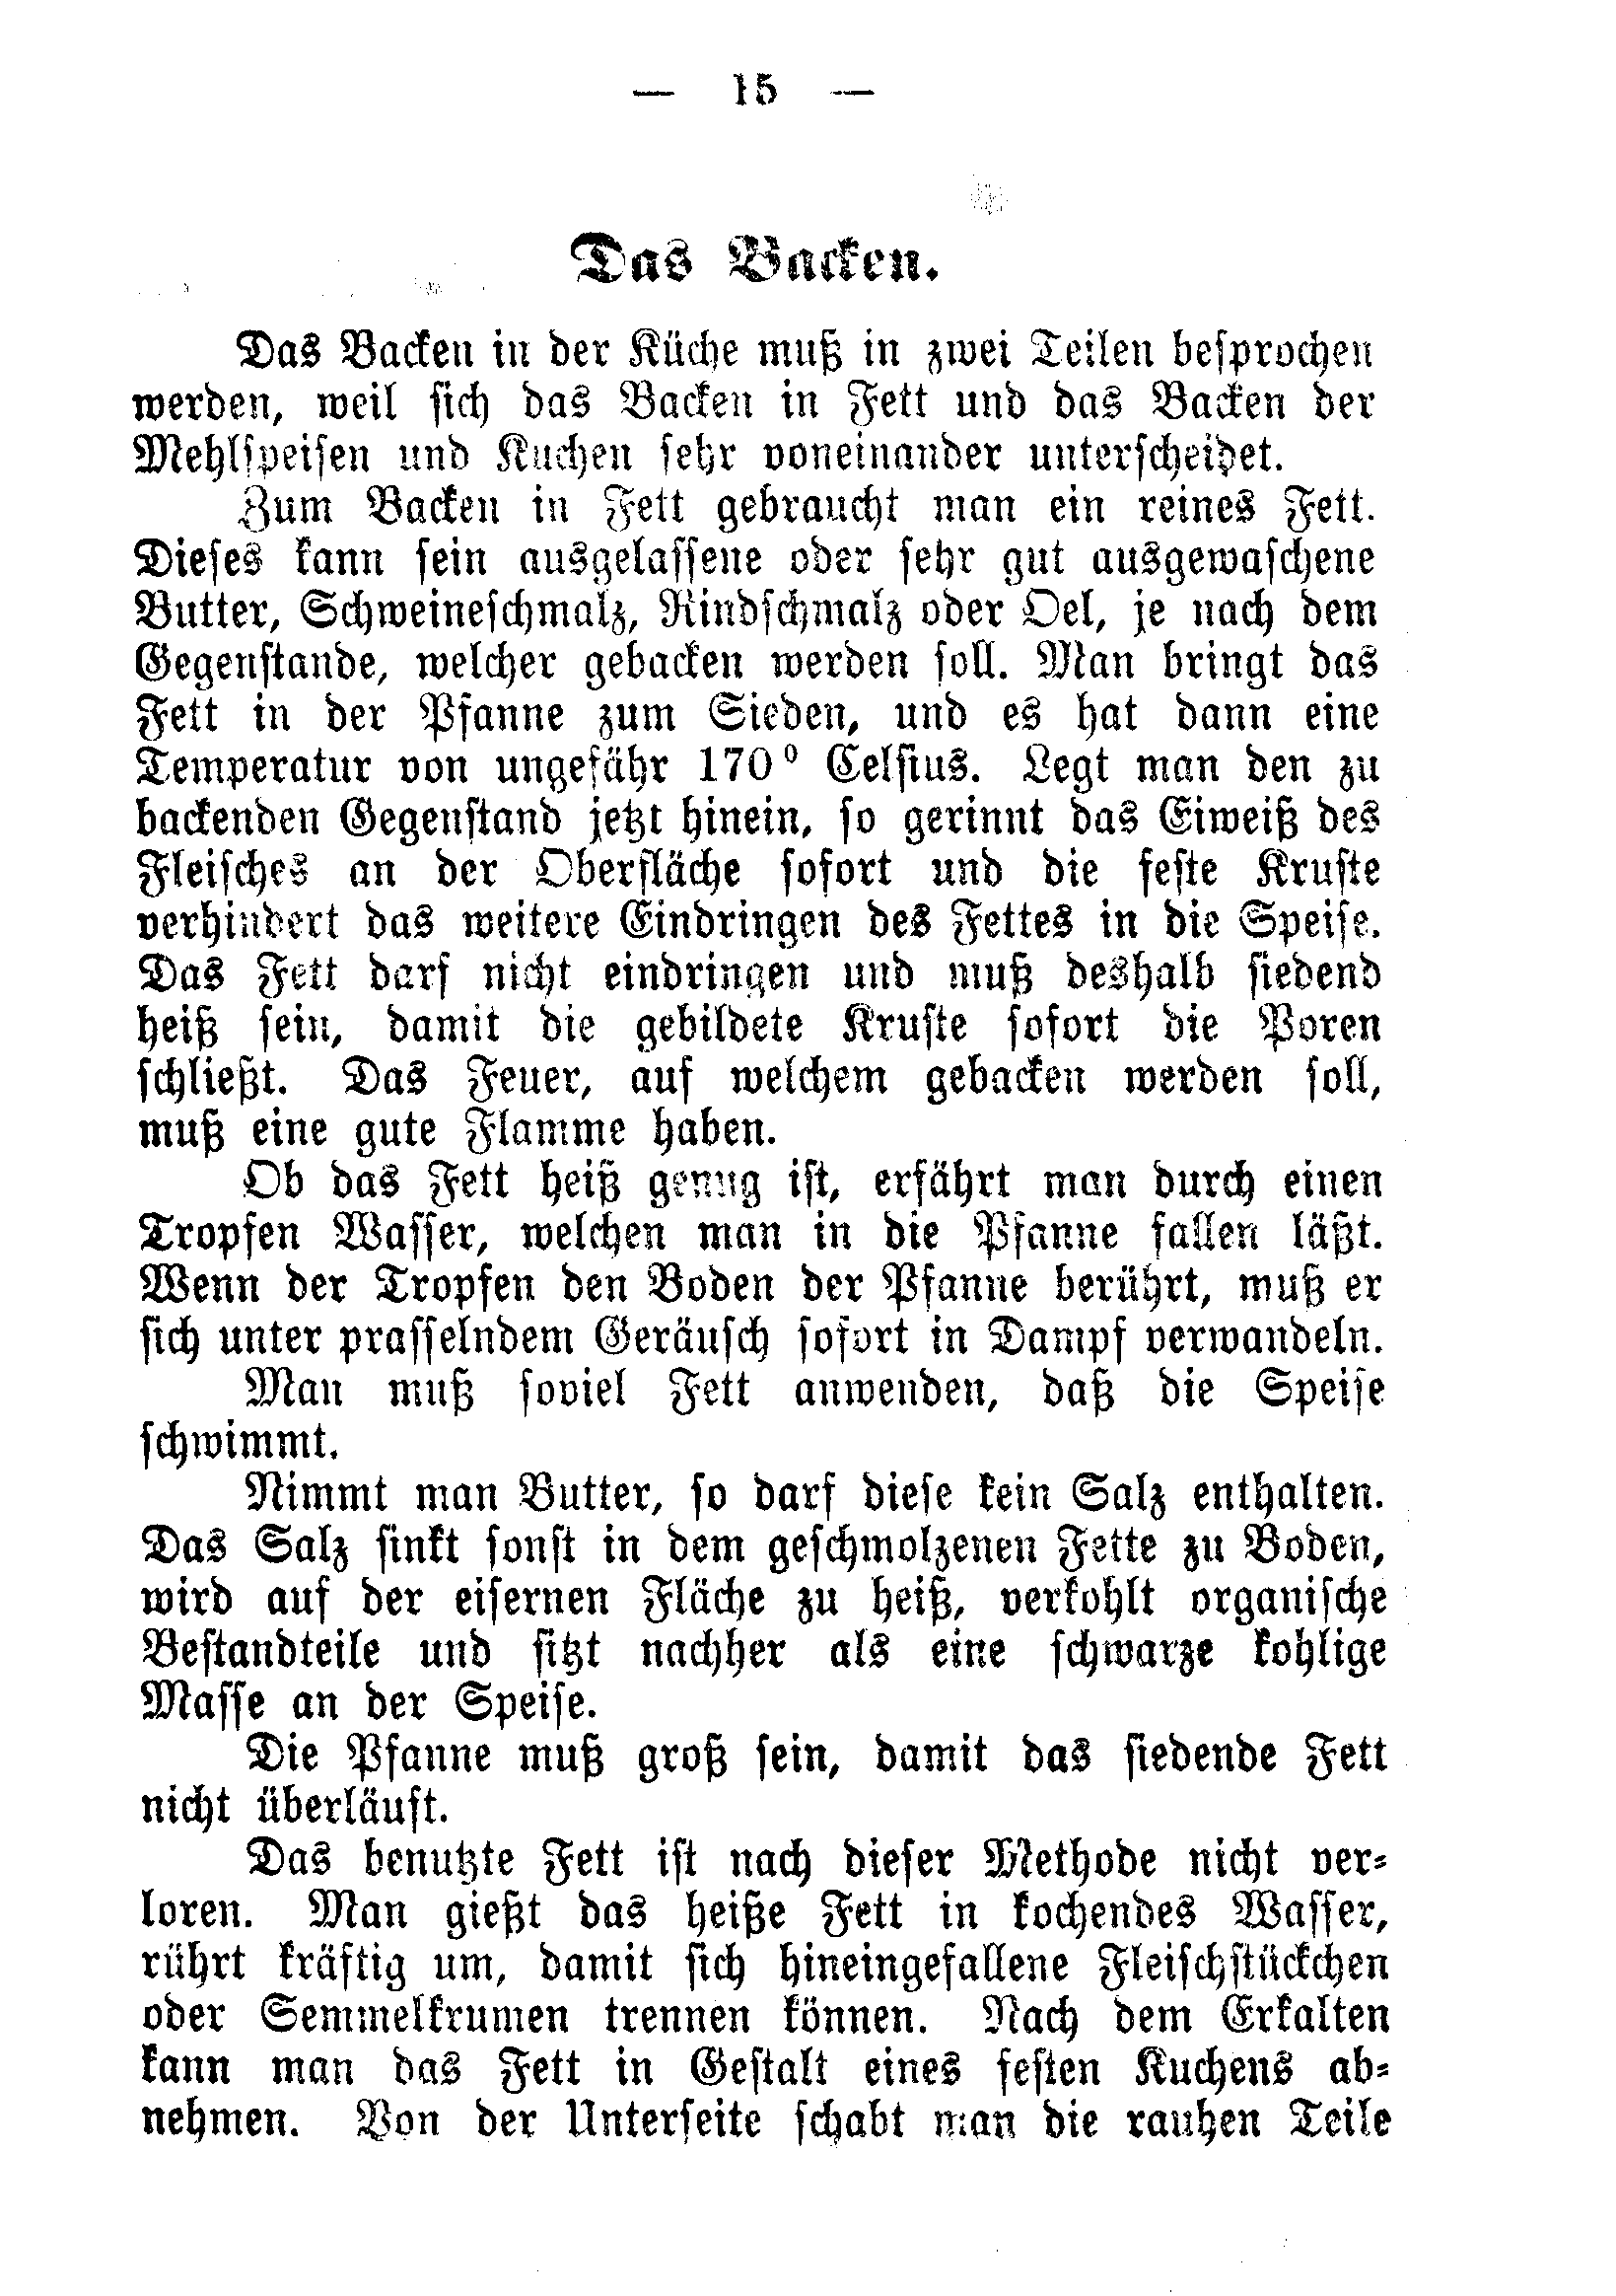 — 15 —
Das Backen.
Das Backen in der Küche muß in zwei Teilen besprochen
werden, weil sich das Backen in Fett und das Backen der
Mehlspeisen und Kuchen sehr voneinander unterscheidet.
Zum Backen in Fett gebraucht man ein reines Fett.
Dieses kann sein ausgelassene oder sehr gut ausgewaschene
Butter, Schweineschmalz, Rindschmalz oder Oel, je nach dem
Gegenstande, welcher gebacken werden soll. Man bringt das
Fett in der Pfanne zum Sieden, und es hat dann eine
Temperatur von ungefähr 170⁰ Celsius. Legt man den zu
backenden Gegenstand jetzt hinein, so gerinnt das Eiweiß des
Fleisches an der Oberfläche sofort und die feste Kruste
verhindert das weitere Eindringen des Fettes in die Speise.
Das Fett darf nicht eindringen und muß deshalb siedend
heiß sein, damit die gebildete Kruste sofort die Poren
schließt. Das Feuer, auf welchem gebacken werden soll,
muß eine gute Flamme haben.
Ob das Fett heiß genug ist, erfährt man durch einen
Tropfen Wasser, welchen man in die Pfanne fallen läßt.
Wenn der Tropfen den Boden der Pfanne berührt, muß er
sich unter prasselndem Geräusch sofort in Dampf verwandeln.
Man muß soviel Fett anwenden, daß die Speise
schwimmt.
Nimmt man Butter, so darf diese kein Salz enthalten.
Das Salz sinkt sonst in dem geschmolzenen Fette zu Boden,
wird auf der eisernen Fläche zu heiß, verkohlt organische
Bestandteile und sitzt nachher als eine schwarze kohlige
Masse an der Speise.
Die Pfanne muß groß sein, damit das siedende Fett
nicht überläuft.
Das benutzte Fett ist nach dieser Methode nicht ver-
loren. Man gießt das heiße Fett in kochendes Wasser,
rührt kräftig um, damit sich hineingefallene Fleischstückchen
oder Semmelkrumen trennen können. Nach dem Erkalten
kann man das Fett in Gestalt eines festen Kuchens ab-
nehmen. Von der Unterseite schabt man die rauhen Teile